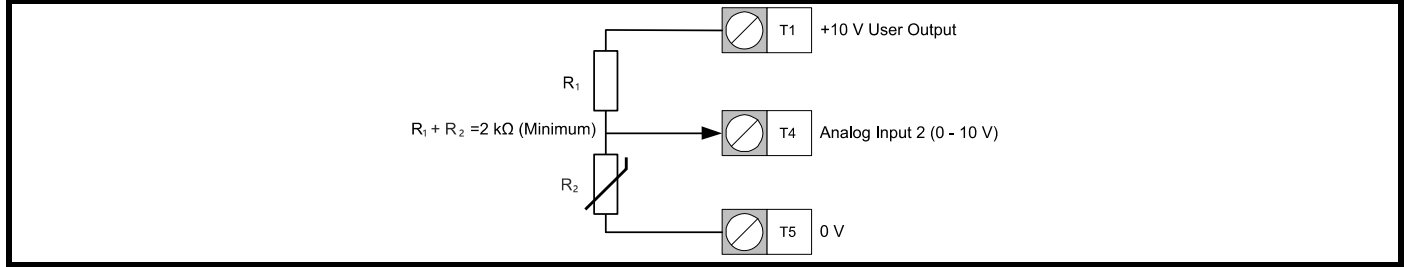 T1 +10 V User Output
R₁
R₁ + R₂ =2 kΩ (Minimum)
T4 Analog Input 2 (0 - 10 V)
R₂
T5 0 V